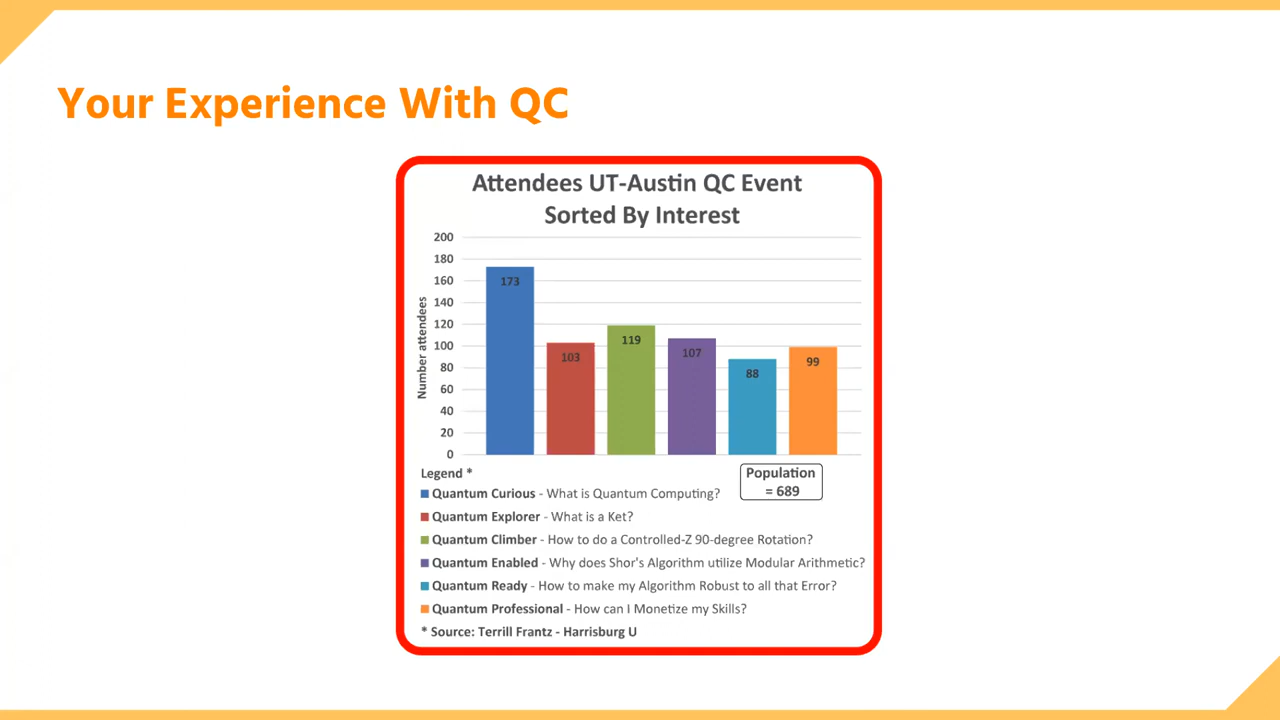 Your Experience With QC
Attendees UT-Austin QC Event
Sorted By Interest
Number attendees
200
180
160
140
120
100
80
60
40
20
0
173
103
119
107
88
99
Legend *
Population
= 689
Quantum Curious - What is Quantum Computing?
Quantum Explorer - What is a Ket?
Quantum Climber - How to do a Controlled-Z 90-degree Rotation?
Quantum Enabled - Why does Shor's Algorithm utilize Modular Arithmetic?
Quantum Ready - How to make my Algorithm Robust to all that Error?
Quantum Professional - How can I Monetize my Skills?
* Source: Terrill Frantz - Harrisburg U